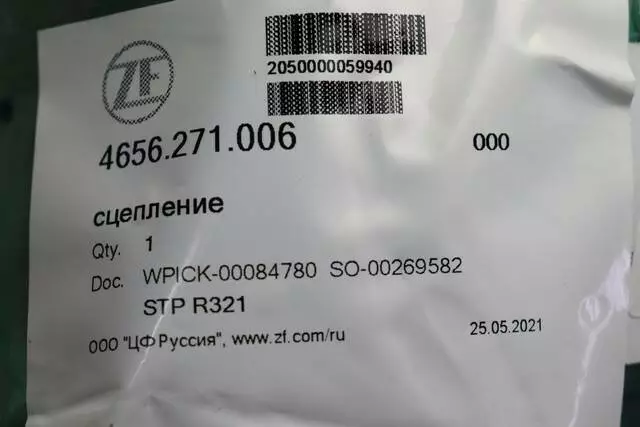 ZF
2050000059940
4656.271.006 000
сцепление
Qty. 1
Doc. WPICK-00084780 SO-00269582
STP R321
ООО "ЦФ Руссия", www.zf.com/ru 25.05.2021